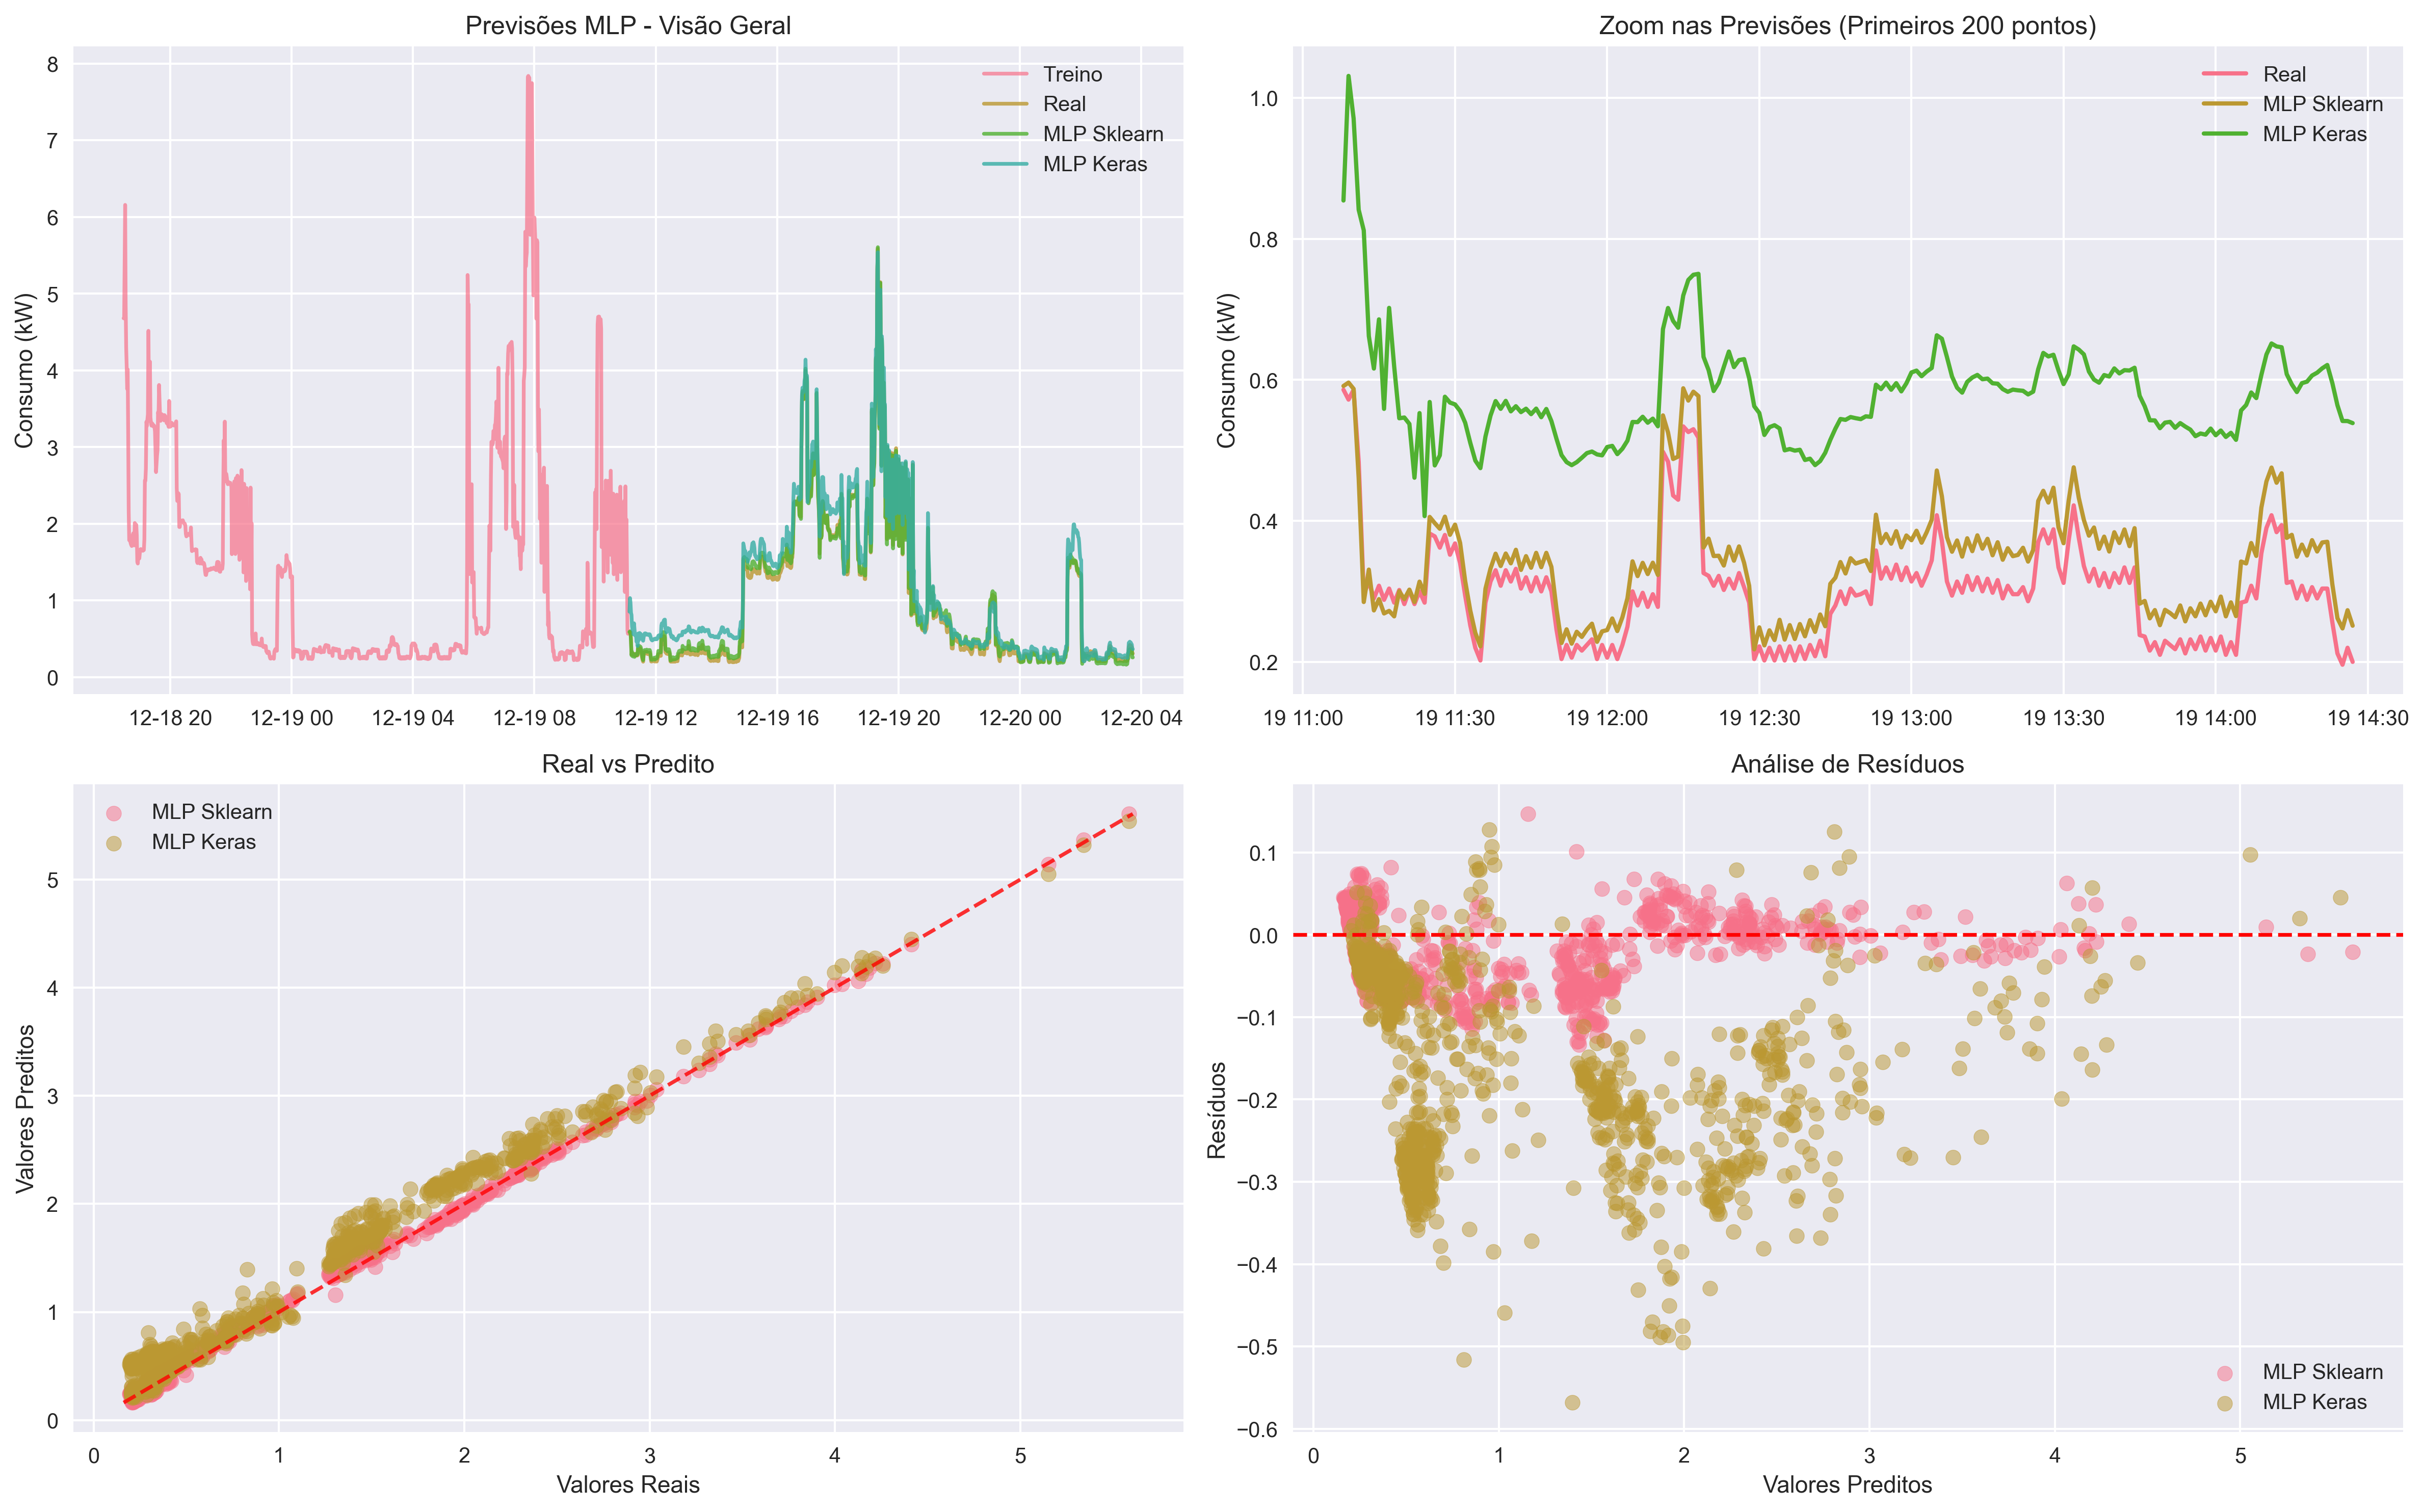 Previsões MLP - Visão Geral
Consumo (kW)
8
7
6
5
4
3
2
1
0
12-18 20
12-19 00
12-19 04
12-19 08
12-19 12
12-19 16
12-19 20
12-20 00
12-20 04
Treino
Real
MLP Sklearn
MLP Keras
Zoom nas Previsões (Primeiros 200 pontos)
Consumo (kW)
1.0
0.8
0.6
0.4
0.2
19 11:00
19 11:30
19 12:00
19 12:30
19 13:00
19 13:30
19 14:00
19 14:30
Real
MLP Sklearn
MLP Keras
Real vs Predito
Valores Preditos
5
4
3
2
1
0
0
1
2
3
4
5
Valores Reais
MLP Sklearn
MLP Keras
Análise de Resíduos
Resíduos
0.1
0.0
−0.1
−0.2
−0.3
−0.4
−0.5
−0.6
0
1
2
3
4
5
Valores Preditos
MLP Sklearn
MLP Keras